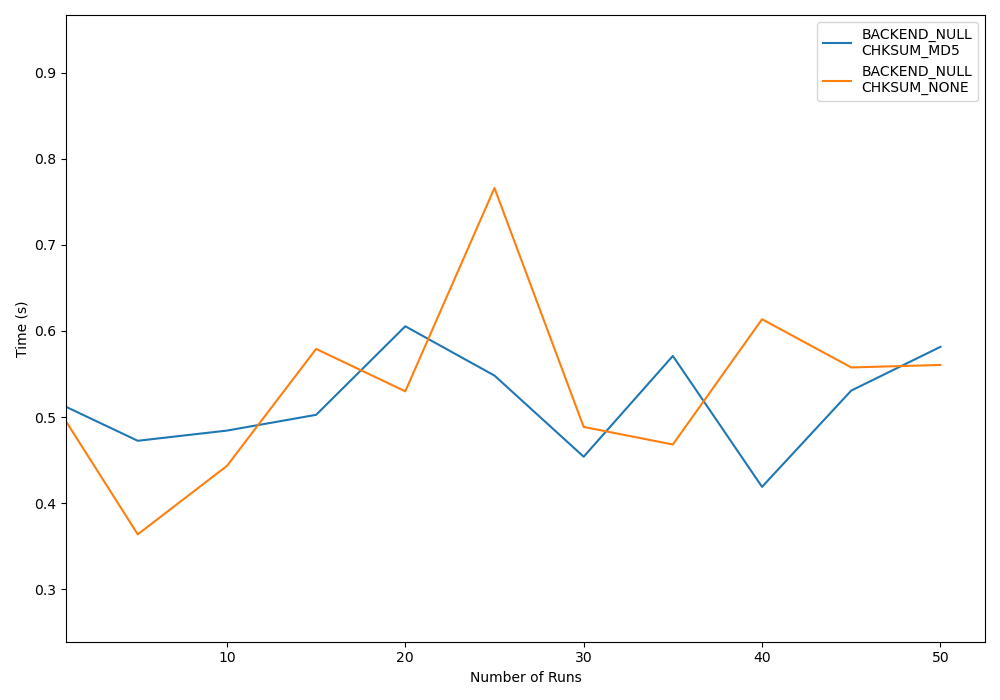 BACKEND_NULL
CHKSUM_MD5
BACKEND_NULL
CHKSUM_NONE
0.9
0.8
0.7
0.6
0.5
0.4
0.3
Time (s)
10
20
30
40
50
Number of Runs